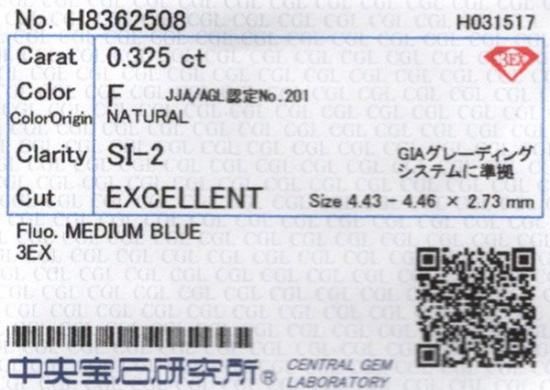 No. H8362508 H031517
Carat 0.325 ct 3EX
Color F JJA/AGL認定No.201
ColorOrigin NATURAL
Clarity SI-2 GIAグレーディング
システムに準拠
Cut EXCELLENT Size 4.43 - 4.46 × 2.73 mm
Fluo. MEDIUM BLUE
3EX
中央宝石研究所® CENTRAL GEM
LABORATORY